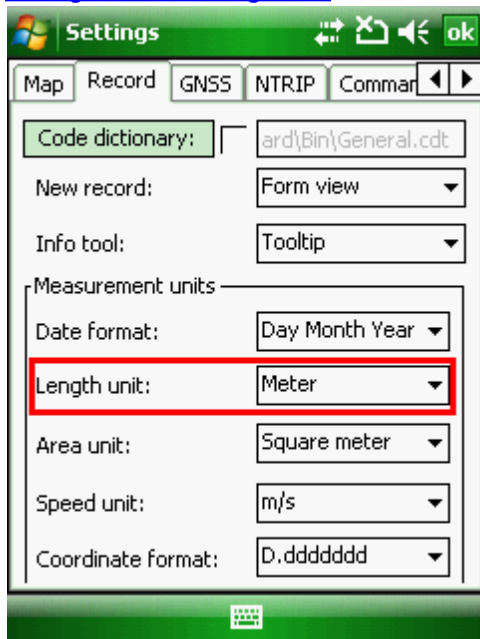 Settings
ok
Map Record GNSS NTRIP Commar
Code dictionary: ard\Bin\General.cdt
New record: Form view
Info tool: Tooltip
Measurement units
Date format: Day Month Year
Length unit: Meter
Area unit: Square meter
Speed unit: m/s
Coordinate format: D.ddddddd